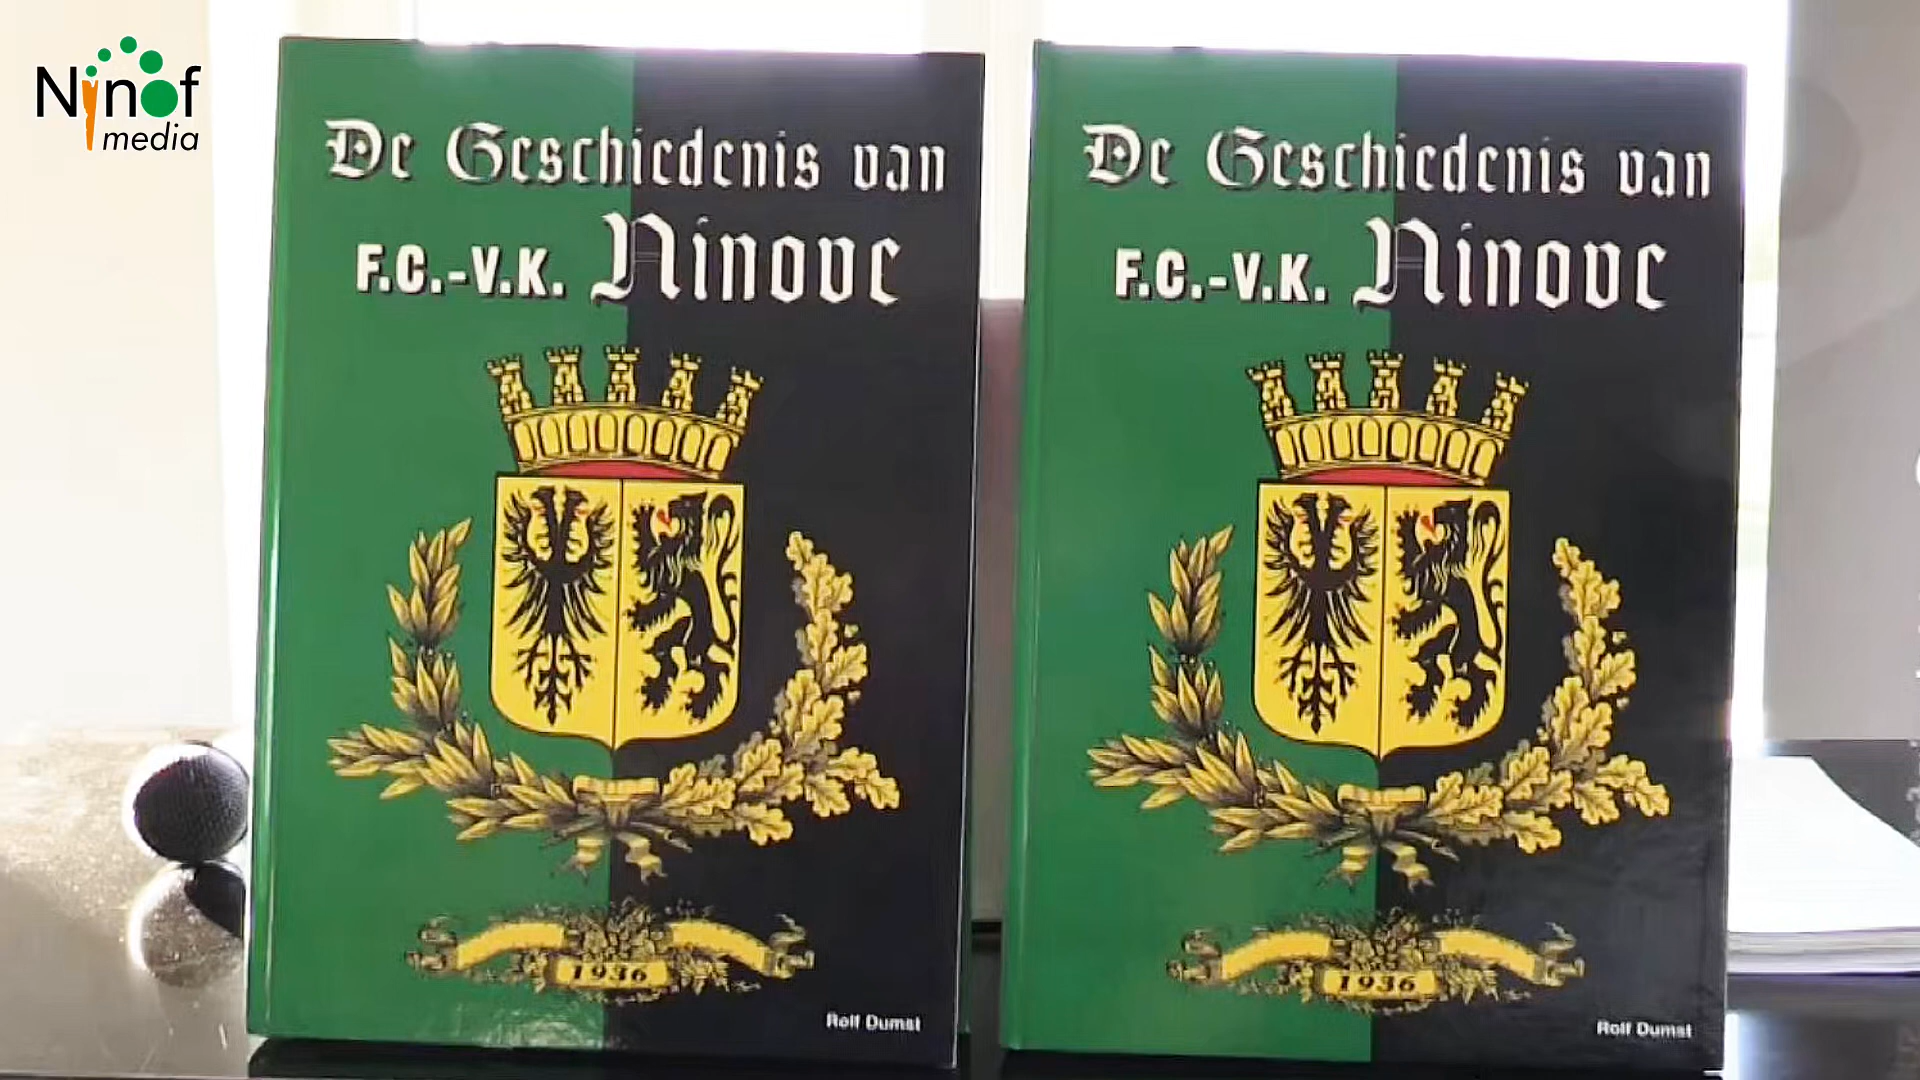 Ninof
media
De Geschiedenis van
F.C.-V.K. Ninove
1936
Rolf Dumst
De Geschiedenis van
F.C.-V.K. Ninove
1936
Rolf Dumst